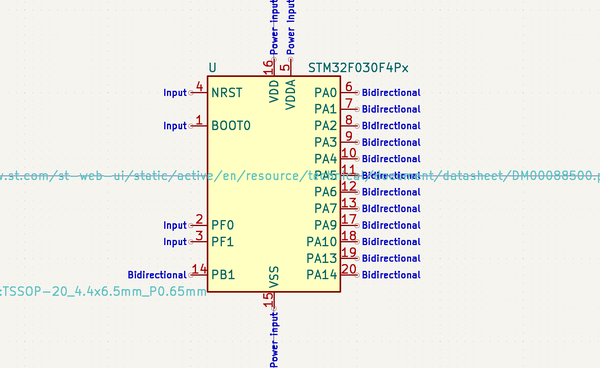 Power input
Power input
16
5
U
STM32F030F4Px
VDD
VDDA
Input 4 NRST
PA0 6 Bidirectional
PA1 7 Bidirectional
Input 1 BOOT0
PA2 8 Bidirectional
PA3 9 Bidirectional
PA4 10 Bidirectional
PA5 11 Bidirectional
w.st.com/st-web-ui/static/active/en/resource/technical/document/datasheet/DM00088500.p
PA6 12 Bidirectional
PA7 13 Bidirectional
Input 2 PF0
PA9 17 Bidirectional
Input 3 PF1
PA10 18 Bidirectional
PA13 19 Bidirectional
Bidirectional 14 PB1
PA14 20 Bidirectional
VSS
:TSSOP-20_4.4x6.5mm_P0.65mm
15
Power input